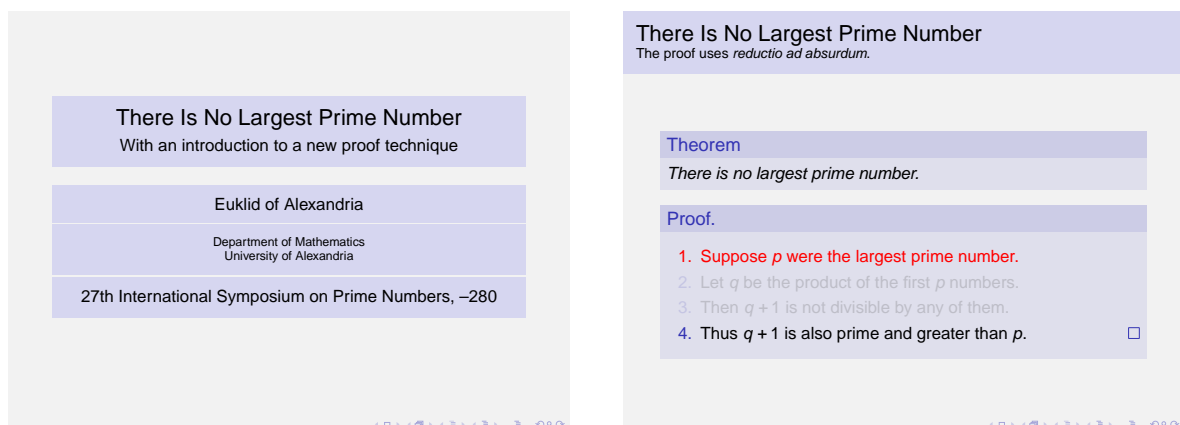 There Is No Largest Prime Number
With an introduction to a new proof technique
Euklid of Alexandria
Department of Mathematics
University of Alexandria
27th International Symposium on Prime Numbers, –280
There Is No Largest Prime Number
The proof uses reductio ad absurdum.
Theorem
There is no largest prime number.
Proof.
1. Suppose p were the largest prime number.
2. Let q be the product of the first p numbers.
3. Then q + 1 is not divisible by any of them.
4. Thus q + 1 is also prime and greater than p.